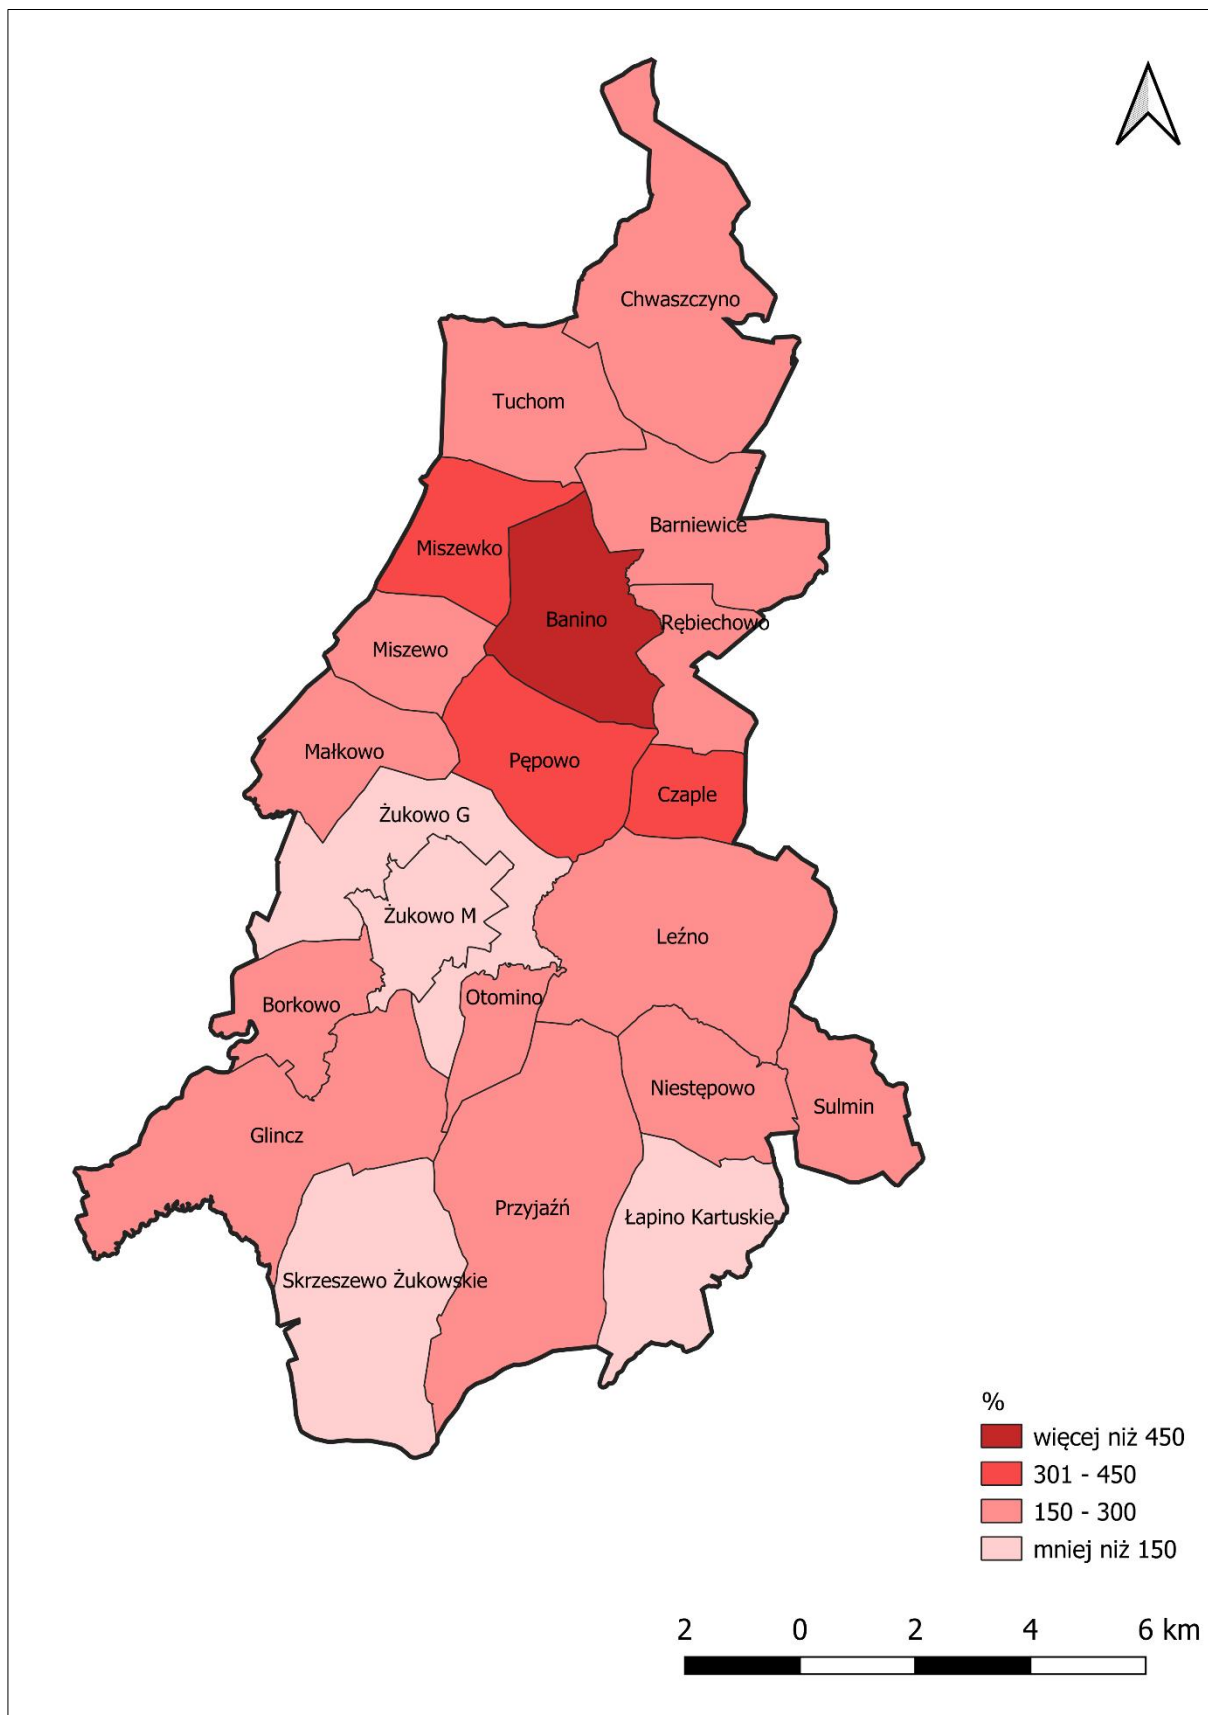 Chwaszczyno
Tuchom
Barniewice
Miszewko
Banino
Rębiechowo
Miszewo
Małkowo
Pępowo
Czaple
Żukowo G
Żukowo M
Leźno
Otomino
Borkowo
Niestępowo
Sulmin
Glincz
Przyjaźń
Łapino Kartuskie
Skrzeszewo Żukowskie
%
więcej niż 450
301 - 450
150 - 300
mniej niż 150
2 0 2 4 6 km